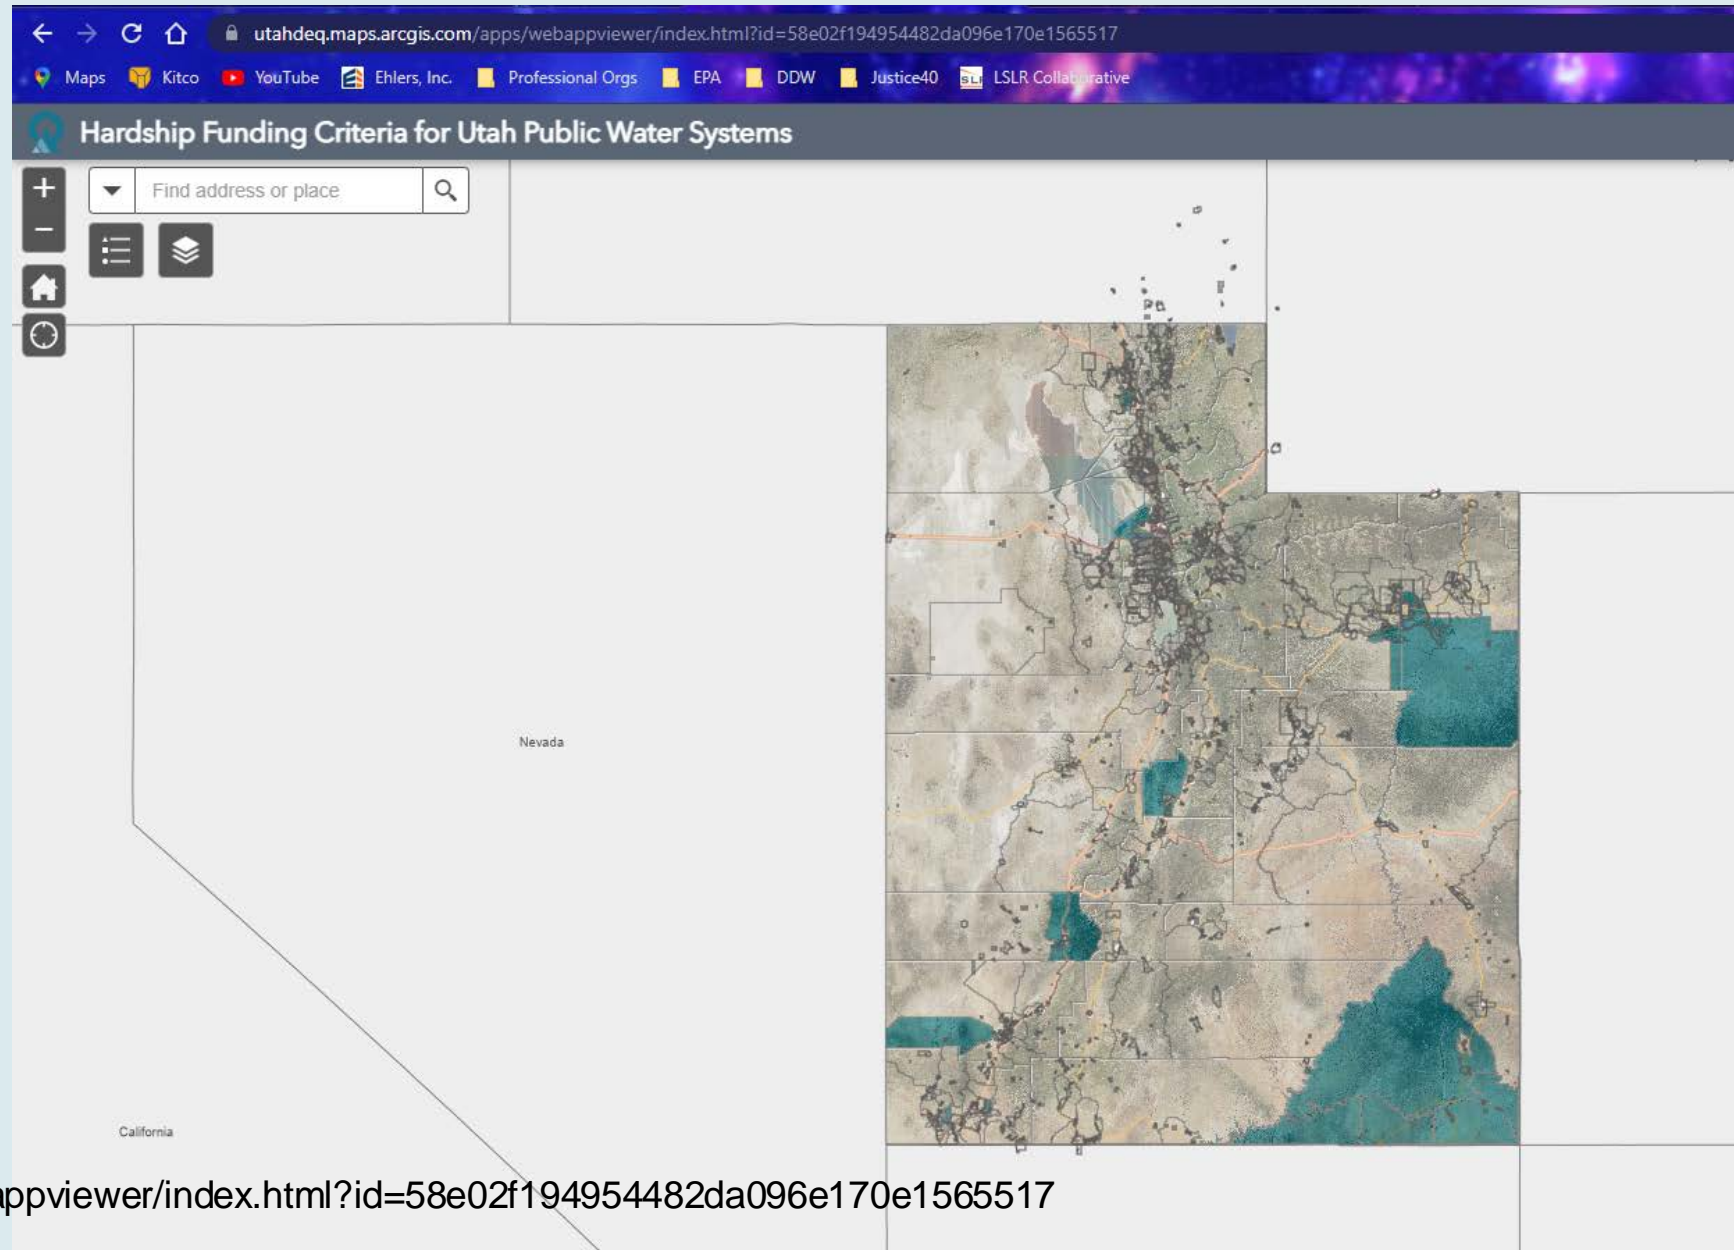 utahdeq.maps.arcgis.com/apps/webappviewer/index.html?id=58e02f194954482da096e170e1565517
Maps Kitco YouTube Ehlers, Inc. Professional Orgs EPA DDW Justice40 SLR LSLR Collaborative
Hardship Funding Criteria for Utah Public Water Systems
Find address or place
Nevada
California
appviewer/index.html?id=58e02f194954482da096e170e1565517